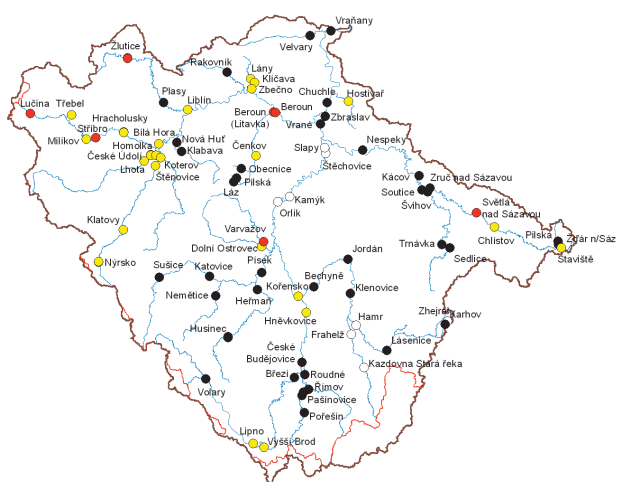 Vraňany
Velvary
Žlutice
Rakovník
Lány
Klíčava
Zbečno
Hostivař
Lučina
Třebel
Plasy
Liblín
Chuchle
Beroun
Beroun
(Litavka)
Zbraslav
Vrané
Hracholusky
Milíkov
Stříbro
Bílá Hora
Nová Huť
Klabava
Homolka
České Údolí
Koterov
Lhota
Štěpovice
Čenkov
Slapy
Nespeky
Štěchovice
Obecnice
Pilská
Láz
Kácov
Zruč nad Sázavou
Soutice
Švihov
Kamýk
Orlík
Světlá
nad Sázavou
Klatovy
Varvažov
Dolní Ostrovec
Chlístov
Pilská
Žďár n/Sáz
Staviště
Trnávka
Sedlice
Nýrsko
Sušice
Katovice
Písek
Jordán
Bechyně
Kořensko
Heřmaň
Klenovice
Nemětice
Hněvkovice
Husinec
Hamr
Frahelž
Zhejral
Karhov
Lásenice
České
Budějovice
Kazdovna Stará řeka
Březí
Roudné
Římov
Pašinovice
Pořešín
Volary
Lipno
Vyšší Brod